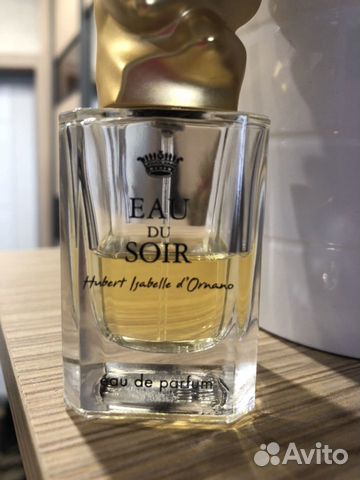 EAU
DU
SOIR
Hubert Isabelle d'Ornano
eau de parfum
Avito